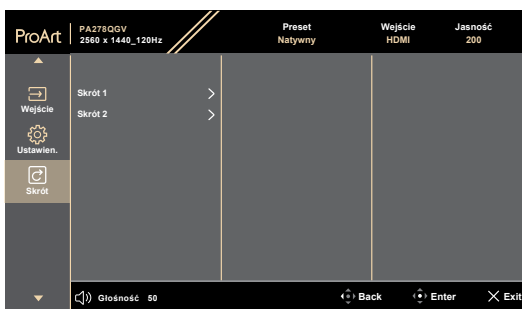 ProArt
PA278QGV
2560 x 1440_120Hz
Preset
Natywny
Wejście
HDMI
Jasność
200
Wejście
Ustawien.
Skrót
Skrót 1
Skrót 2
Głośność 50
Back
Enter
Exit